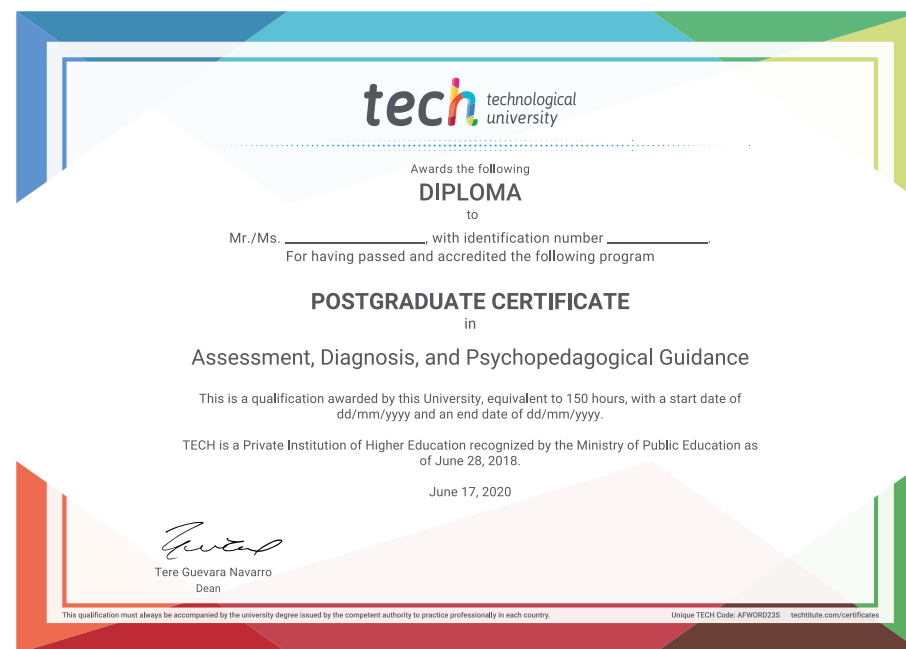 tech technological
university
Awards the following
DIPLOMA
to
Mr./Ms. ____________, with identification number ____________.
For having passed and accredited the following program
POSTGRADUATE CERTIFICATE
in
Assessment, Diagnosis, and Psychopedagogical Guidance
This is a qualification awarded by this University, equivalent to 150 hours, with a start date of
dd/mm/yyyy and an end date of dd/mm/yyyy.
TECH is a Private Institution of Higher Education recognized by the Ministry of Public Education as
of June 28, 2018.
June 17, 2020
Tere Guevara Navarro
Dean
This qualification must always be accompanied by the university degree issued by the competent authority to practice professionally in each country. Unique TECH Code: AFWORD23S techtitute.com/certificates